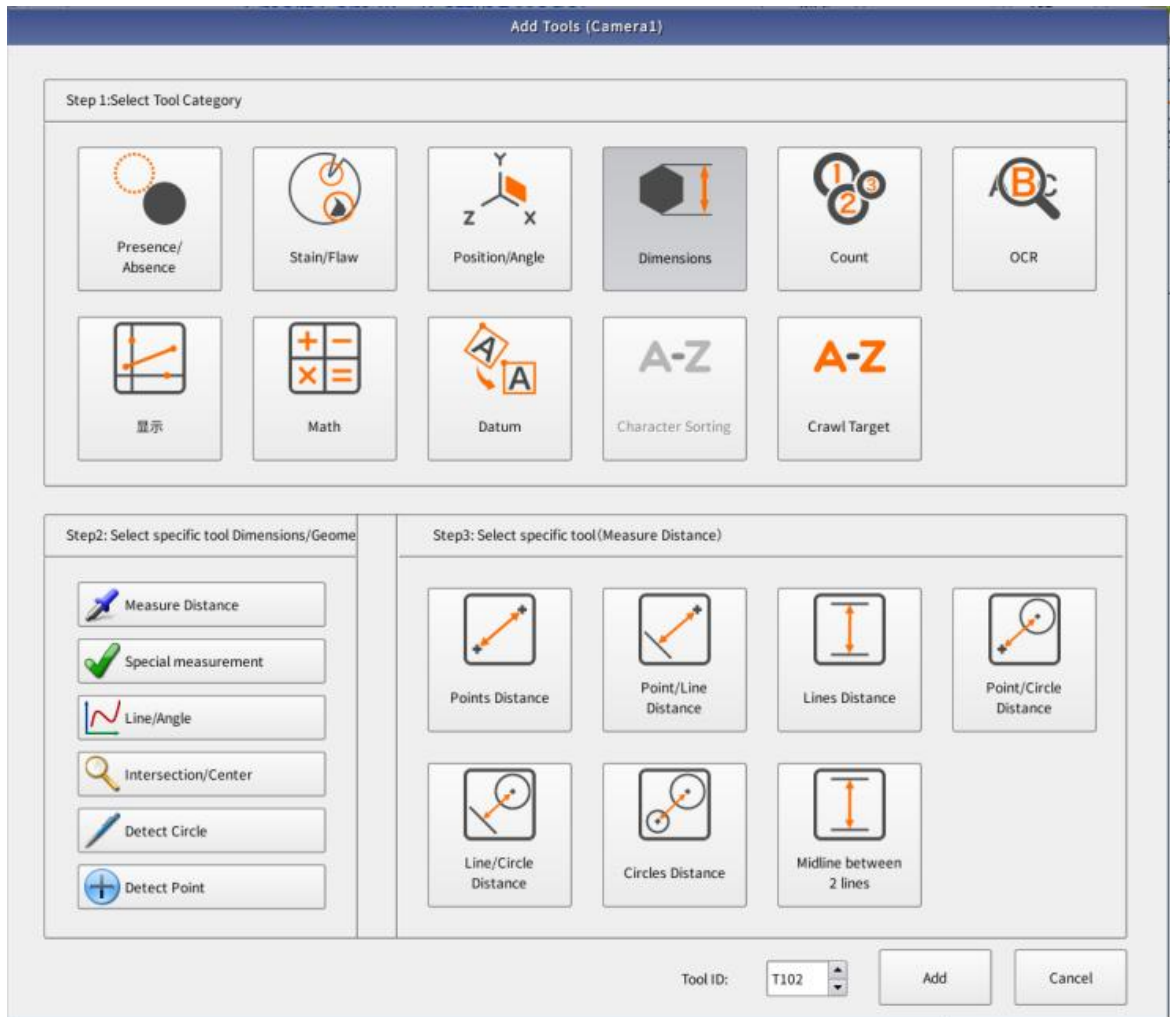 Add Tools (Camera1)
Step 1:Select Tool Category
Presence/
Absence
Stain/Flaw
Y
Z
X
Position/Angle
Dimensions
1
2
3
Count
B
OCR
显示
Math
A
A
Datum
A-Z
Character Sorting
A-Z
Crawl Target
Step2: Select specific tool Dimensions/Geome
Measure Distance
Special measurement
Line/Angle
Intersection/Center
Detect Circle
Detect Point
Step3: Select specific tool(Measure Distance)
Points Distance
Point/Line
Distance
Lines Distance
Point/Circle
Distance
Line/Circle
Distance
Circles Distance
Midline between
2 lines
Tool ID:
T102
Add
Cancel